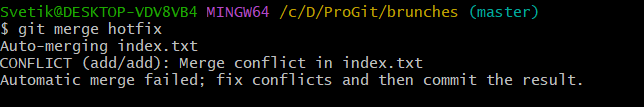 Svetik@DESKTOP-VDV8VB4 MINGW64 /c/D/ProGit/brunches (master)
$ git merge hotfix
Auto-merging index.txt
CONFLICT (add/add): Merge conflict in index.txt
Automatic merge failed; fix conflicts and then commit the result.